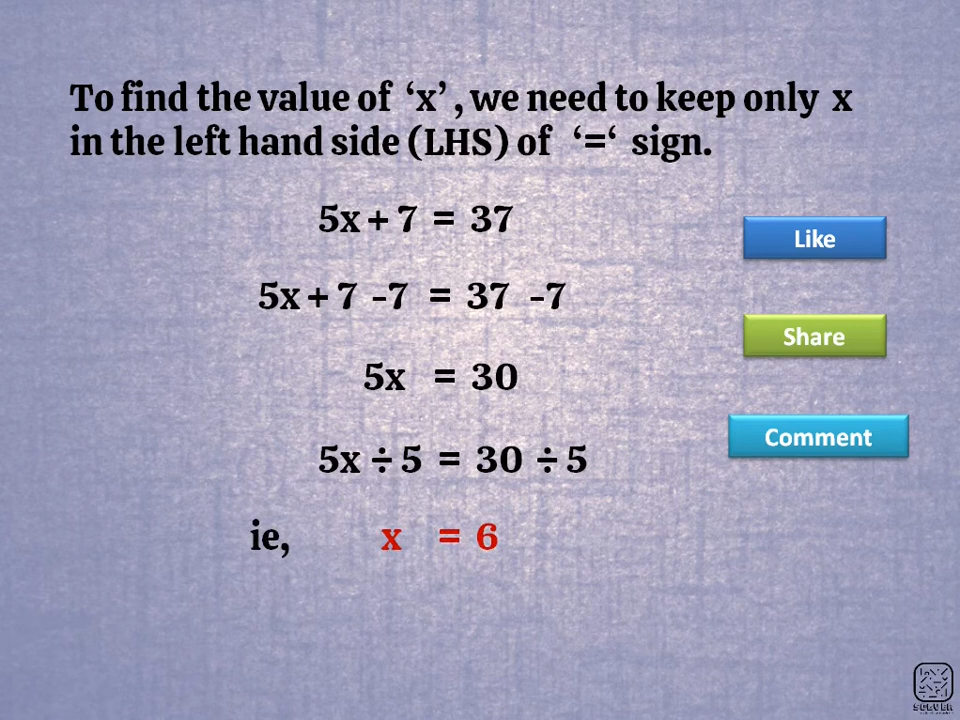 To find the value of ‘x’ , we need to keep only x
in the left hand side (LHS) of ‘=‘ sign.
5x + 7 = 37
5x + 7 -7 = 37 -7
5x = 30
5x ÷ 5 = 30 ÷ 5
ie, x = 6
Like
Share
Comment